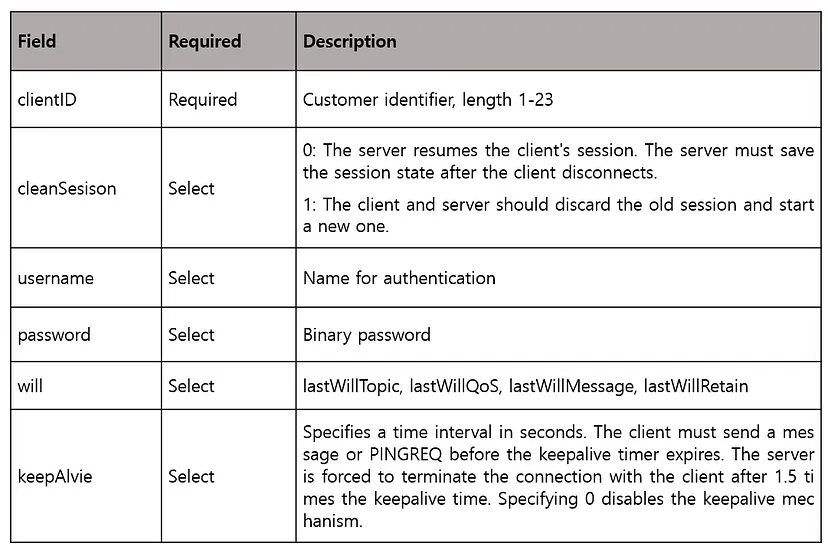 Field Required Description
clientID Required Customer identifier, length 1-23
0: The server resumes the client's session. The server must save
the session state after the client disconnects.
cleanSesison Select
1: The client and server should discard the old session and start
a new one.
username Select Name for authentication
password Select Binary password
will Select lastWillTopic, lastWillQoS, lastWillMessage, lastWillRetain
Specifies a time interval in seconds. The client must send a mes
sage or PINGREQ before the keepalive timer expires. The server
keepAlvie Select is forced to terminate the connection with the client after 1.5 ti
mes the keepalive time. Specifying 0 disables the keepalive mec
hanism.